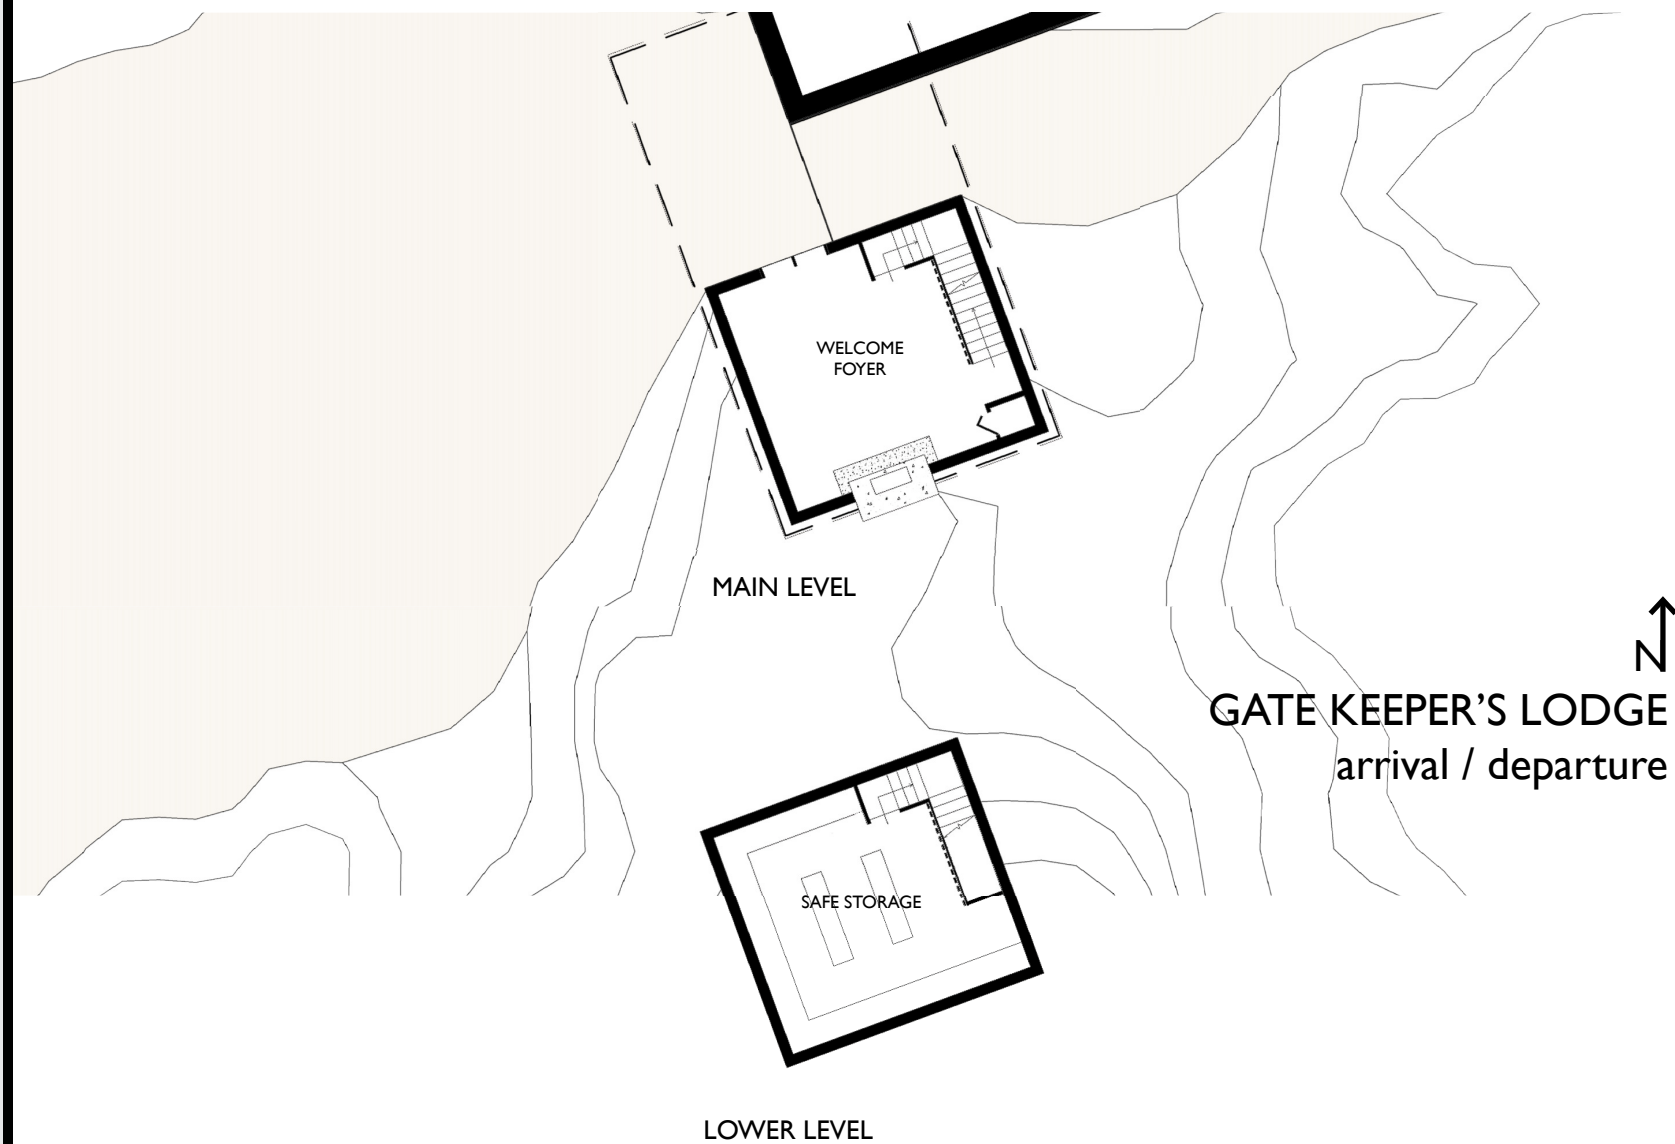 WELCOME
FOYER
MAIN LEVEL
N
GATE KEEPER'S LODGE
arrival / departure
SAFE STORAGE
LOWER LEVEL